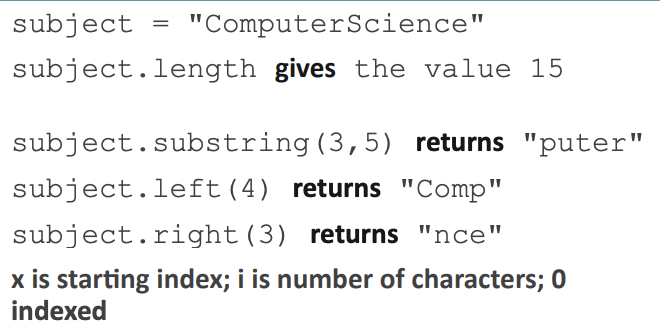 subject = "ComputerScience"
subject.length gives the value 15
subject.substring(3,5) returns "puter"
subject.left(4) returns "Comp"
subject.right(3) returns "nce"
x is starting index; i is number of characters; 0
indexed